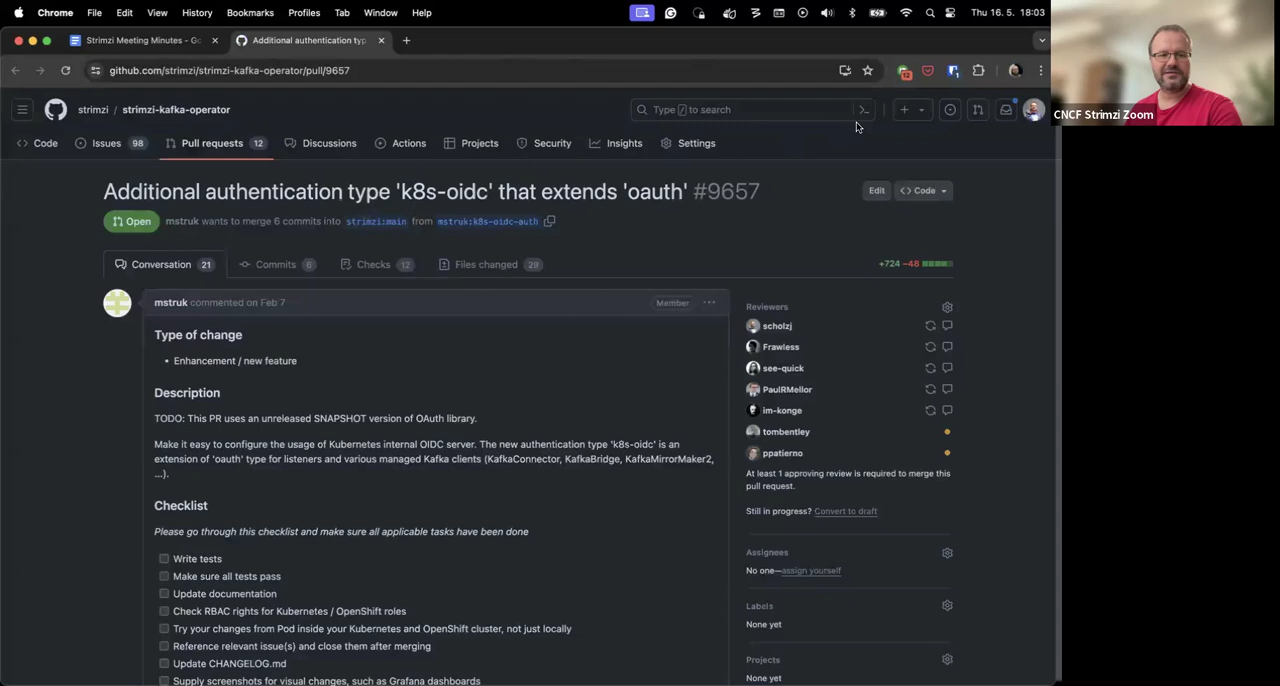 Chrome File Edit View History Bookmarks Profiles Tab Window Help Thu 16. 5. 18:03
Strimzi Meeting Minutes - Go
Additional authentication typ
github.com/strimzi/strimzi-kafka-operator/pull/9657
12
1
CNCF Strimzi Zoom
strimzi / strimzi-kafka-operator
Type / to search
Code Issues 98 Pull requests 12 Discussions Actions Projects Security Insights Settings
Additional authentication type 'k8s-oidc' that extends 'oauth' #9657
Edit <> Code
Open mstruk wants to merge 6 commits into strimzi:main from mstruk:k8s-oidc-auth
Conversation 21 Commits 6 Checks 12 Files changed 29
+724 −48
mstruk commented on Feb 7
Member ...
Type of change
• Enhancement / new feature
Description
TODO: This PR uses an unreleased SNAPSHOT version of OAuth library.
Make it easy to configure the usage of Kubernetes internal OIDC server. The new authentication type 'k8s-oidc' is an
extension of 'oauth' type for listeners and various managed Kafka clients (KafkaConnector, KafkaBridge, KafkaMirrorMaker2,
...).
Checklist
Please go through this checklist and make sure all applicable tasks have been done
Write tests
Make sure all tests pass
Update documentation
Check RBAC rights for Kubernetes / OpenShift roles
Try your changes from Pod inside your Kubernetes and OpenShift cluster, not just locally
Reference relevant issue(s) and close them after merging
Update CHANGELOG.md
Supply screenshots for visual changes, such as Grafana dashboards
Reviewers
scholzj
Frawless
see-quick
PaulRMellor
im-konge
tombentley
ppatierno
At least 1 approving review is required to merge this
pull request.
Still in progress? Convert to draft
Assignees
No one—assign yourself
Labels
None yet
Projects
None yet